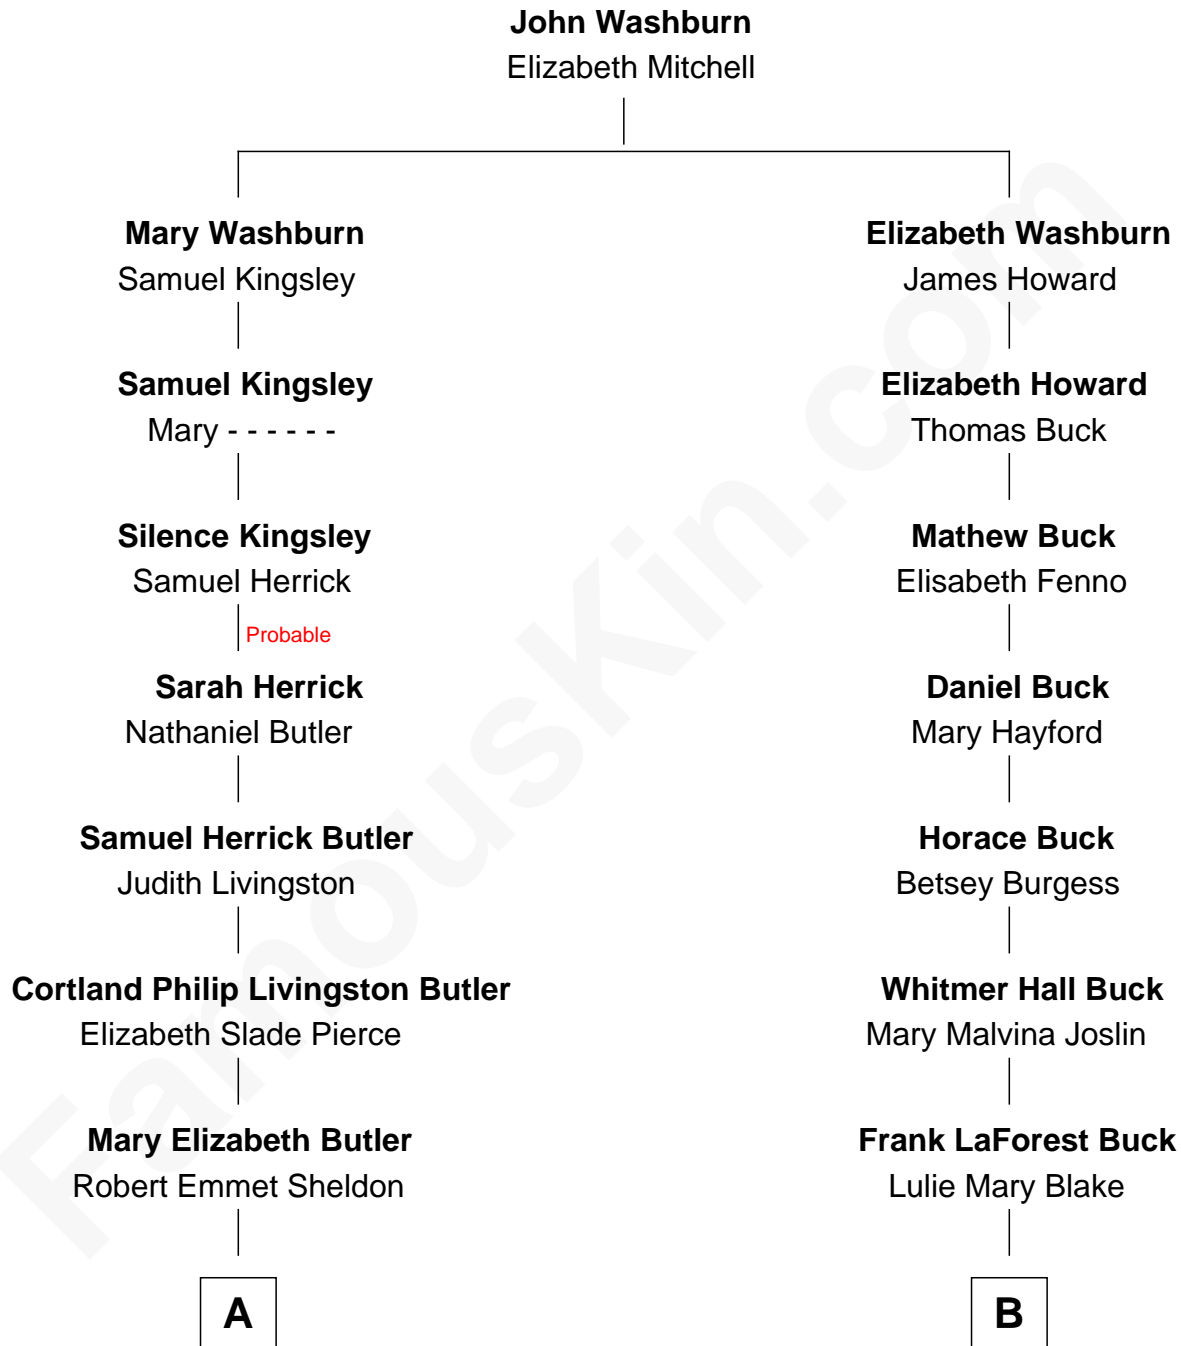 John Washburn
Elizabeth Mitchell
Mary Washburn
Samuel Kingsley
Samuel Kingsley
Mary - - - - - -
Silence Kingsley
Samuel Herrick
Probable
Sarah Herrick
Nathaniel Butler
Samuel Herrick Butler
Judith Livingston
Cortland Philip Livingston Butler
Elizabeth Slade Pierce
Mary Elizabeth Butler
Robert Emmet Sheldon
A
Elizabeth Washburn
James Howard
Elizabeth Howard
Thomas Buck
Mathew Buck
Elisabeth Fenno
Daniel Buck
Mary Hayford
Horace Buck
Betsey Burgess
Whitmer Hall Buck
Mary Malvina Joslin
Frank LaForest Buck
Lulie Mary Blake
B
FamousKin.com